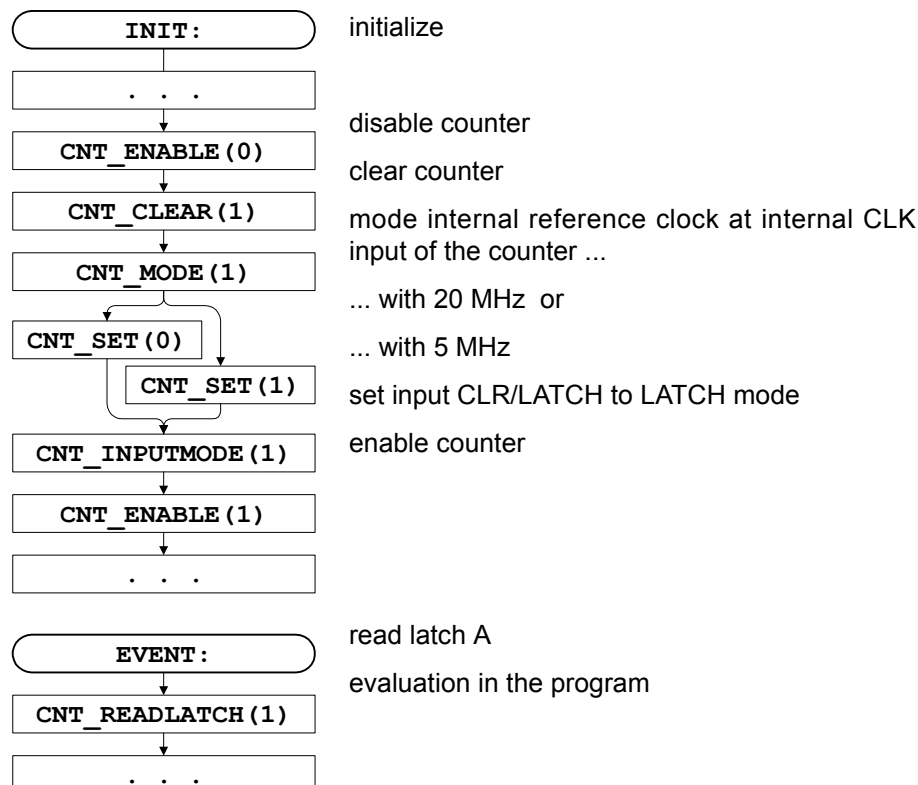 INIT:
initialize
. . .
disable counter
CNT_ENABLE(0)
clear counter
CNT_CLEAR(1)
mode internal reference clock at internal CLK
input of the counter ...
CNT_MODE(1)
... with 20 MHz or
CNT_SET(0)
... with 5 MHz
CNT_SET(1)
set input CLR/LATCH to LATCH mode
enable counter
CNT_INPUTMODE(1)
CNT_ENABLE(1)
. . .
read latch A
EVENT:
evaluation in the program
CNT_READLATCH(1)
. . .